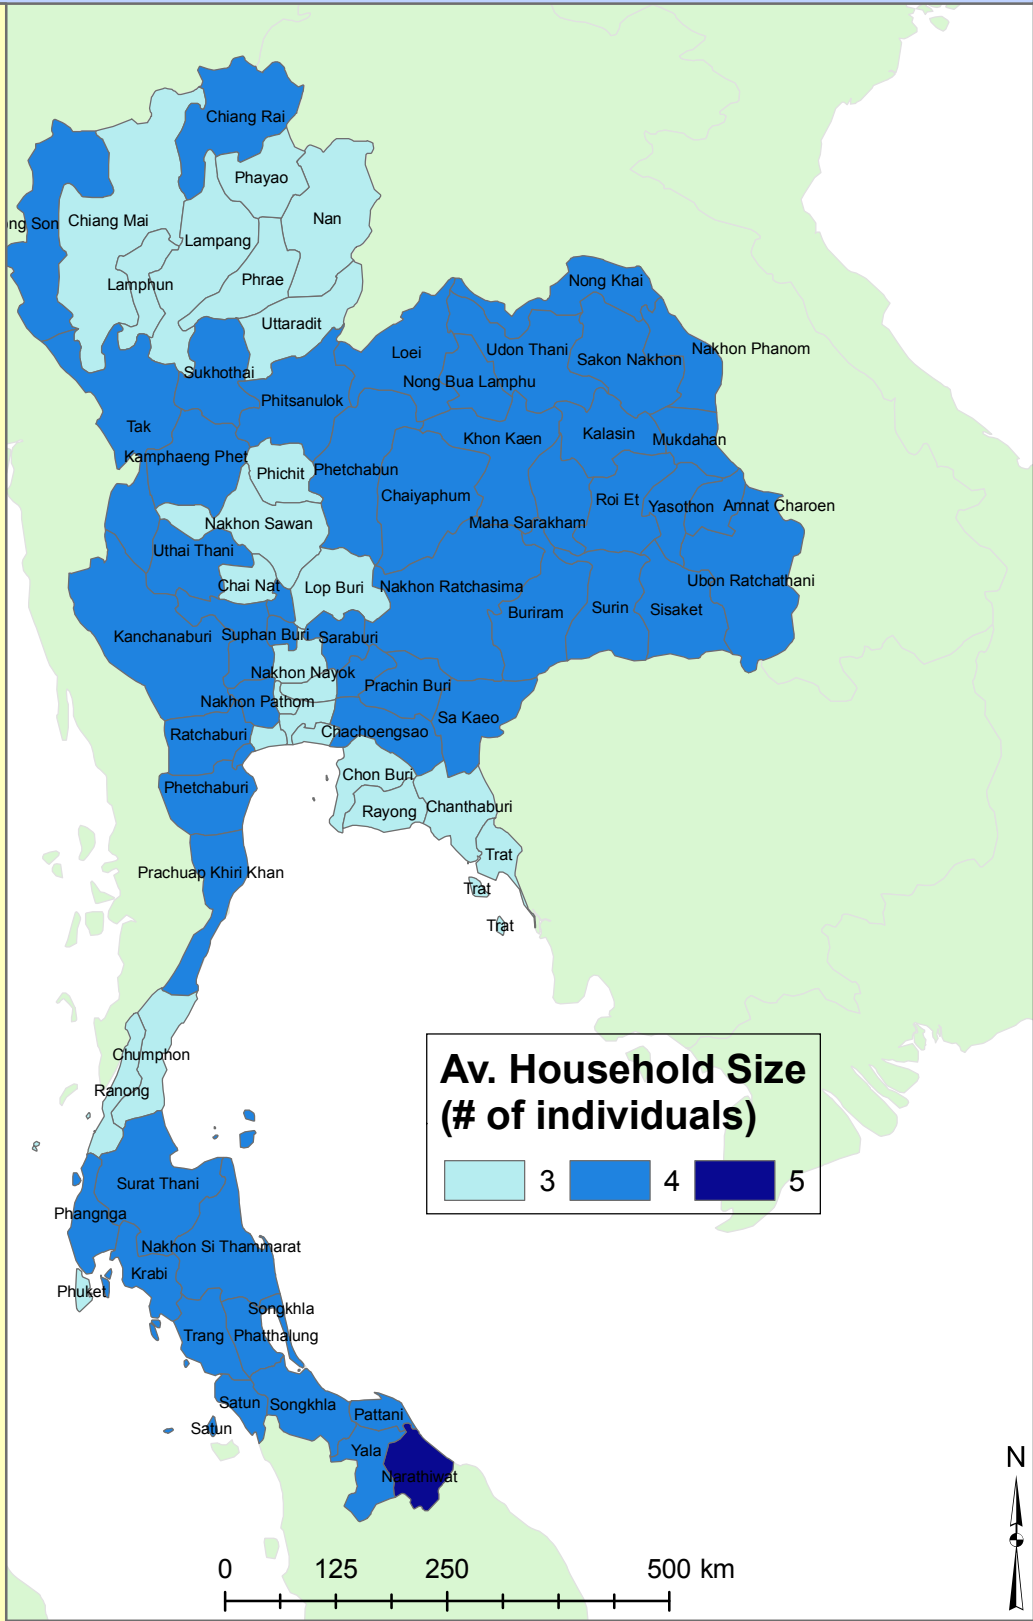 Chiang Rai
Phayao
Nan
ng Son
Chiang Mai
Lampang
Lamphun
Phrae
Nong Khai
Uttaradit
Loei
Udon Thani
Sakon Nakhon
Nakhon Phanom
Sukhothai
Nong Bua Lamphu
Phitsanulok
Tak
Khon Kaen
Kalasin
Mukdahan
Kamphaeng Phet
Phichit
Phetchabun
Chaiyaphum
Roi Et
Yasothon
Amnat Charoen
Nakhon Sawan
Maha Sarakham
Uthai Thani
Chai Nat
Lop Buri
Nakhon Ratchasima
Ubon Ratchathani
Buriram
Surin
Sisaket
Kanchanaburi
Suphan Buri
Saraburi
Nakhon Nayok
Prachin Buri
Nakhon Pathom
Sa Kaeo
Ratchaburi
Chachoengsao
Chon Buri
Phetchaburi
Rayong
Chanthaburi
Trat
Prachuap Khiri Khan
Trat
Trat
Chumphon
Ranong
Av. Household Size
(# of individuals)
3 4 5
Surat Thani
Phangnga
Nakhon Si Thammarat
Krabi
Phuket
Songkhla
Trang
Phatthalung
Satun
Songkhla
Pattani
Satun
Yala
Narathiwat
N
0 125 250 500 km